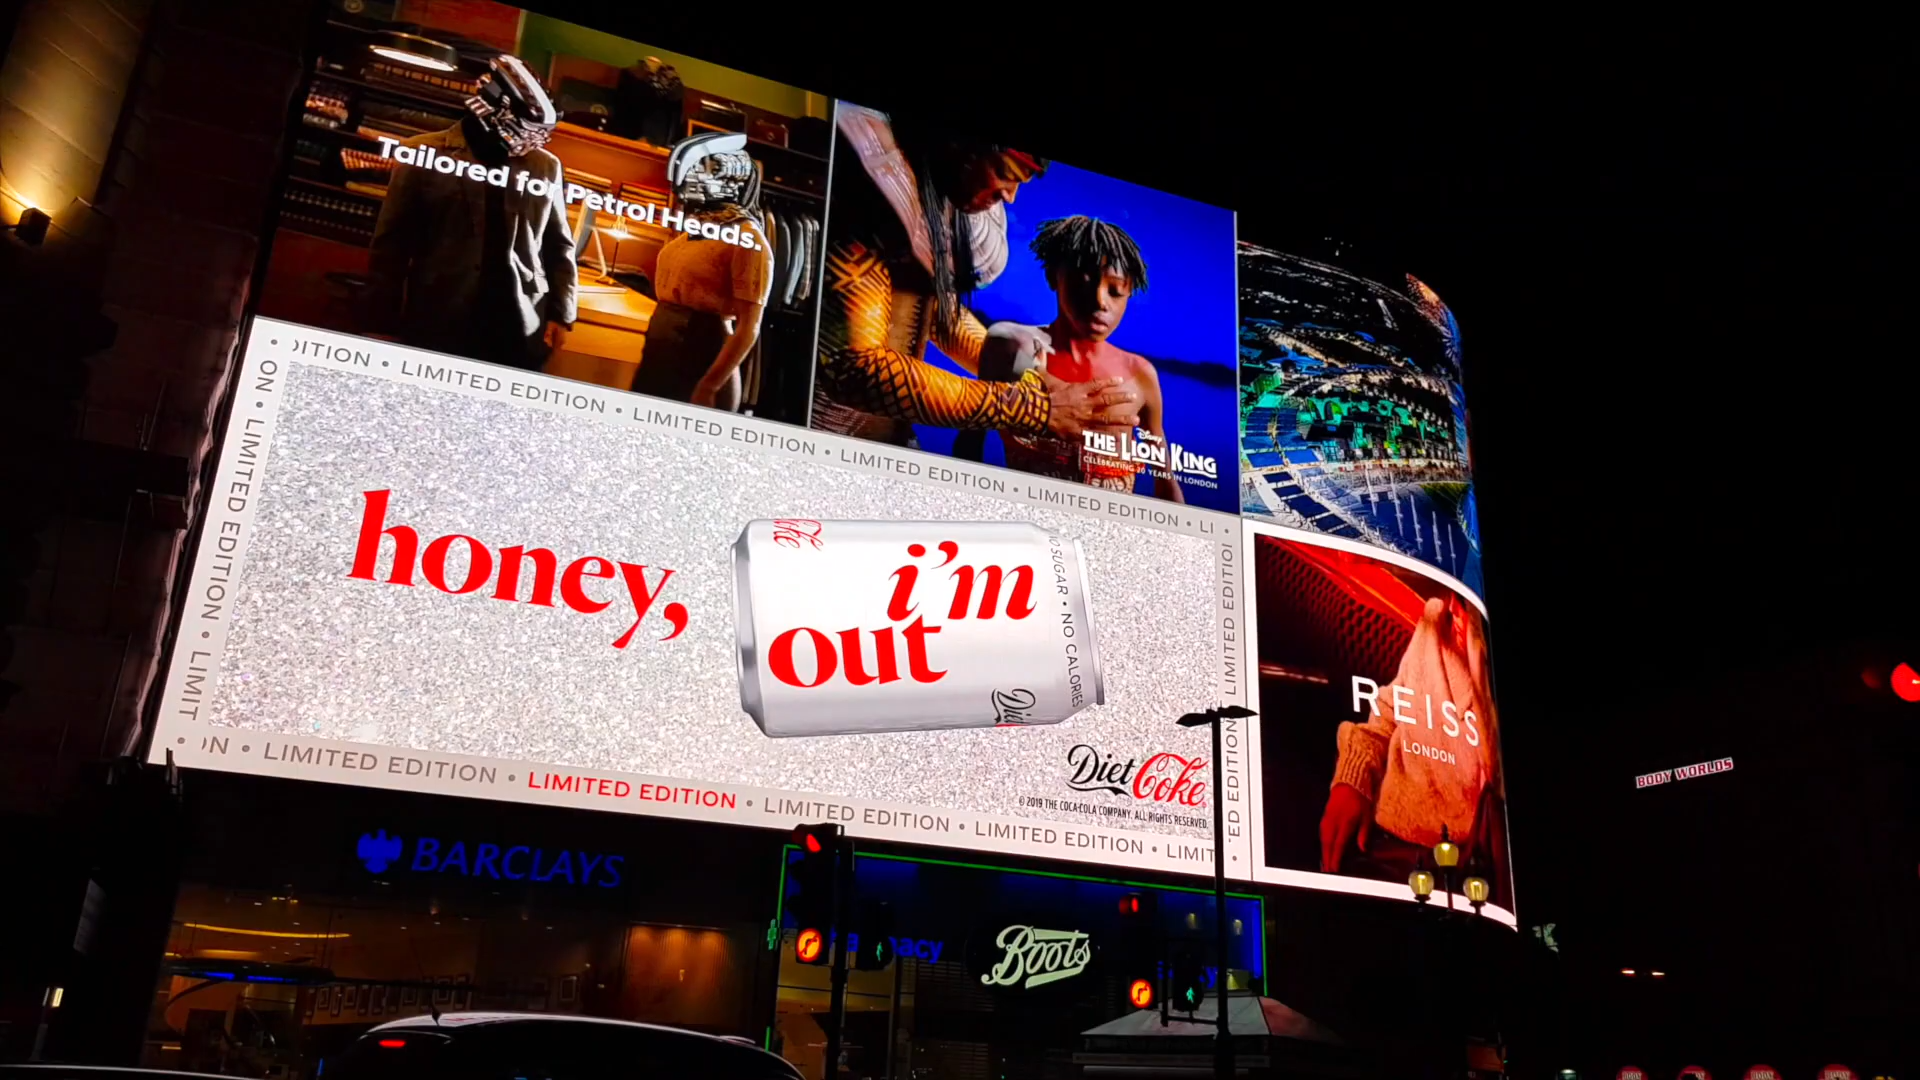 Tailored for Petrol Heads.
Disney
THE LION KING
CELEBRATING 20 YEARS IN LONDON
LIMITED EDITION • LIMITED EDITION • LIMITED EDITION • LIMITED EDITION • LI
ON • LIMITED EDITION • LIMIT
honey,
i'm
out
Coke
NO SUGAR • NO CALORIES
LIMITED EDITION
Diet Coke
© 2019 THE COCA-COLA COMPANY. ALL RIGHTS RESERVED.
LIMITED EDITION • LIMITED EDITION • LIMITED EDITION • LIMITED EDITION • LIMIT
REISS
LONDON
BODY WORLDS
BARCLAYS
Boots